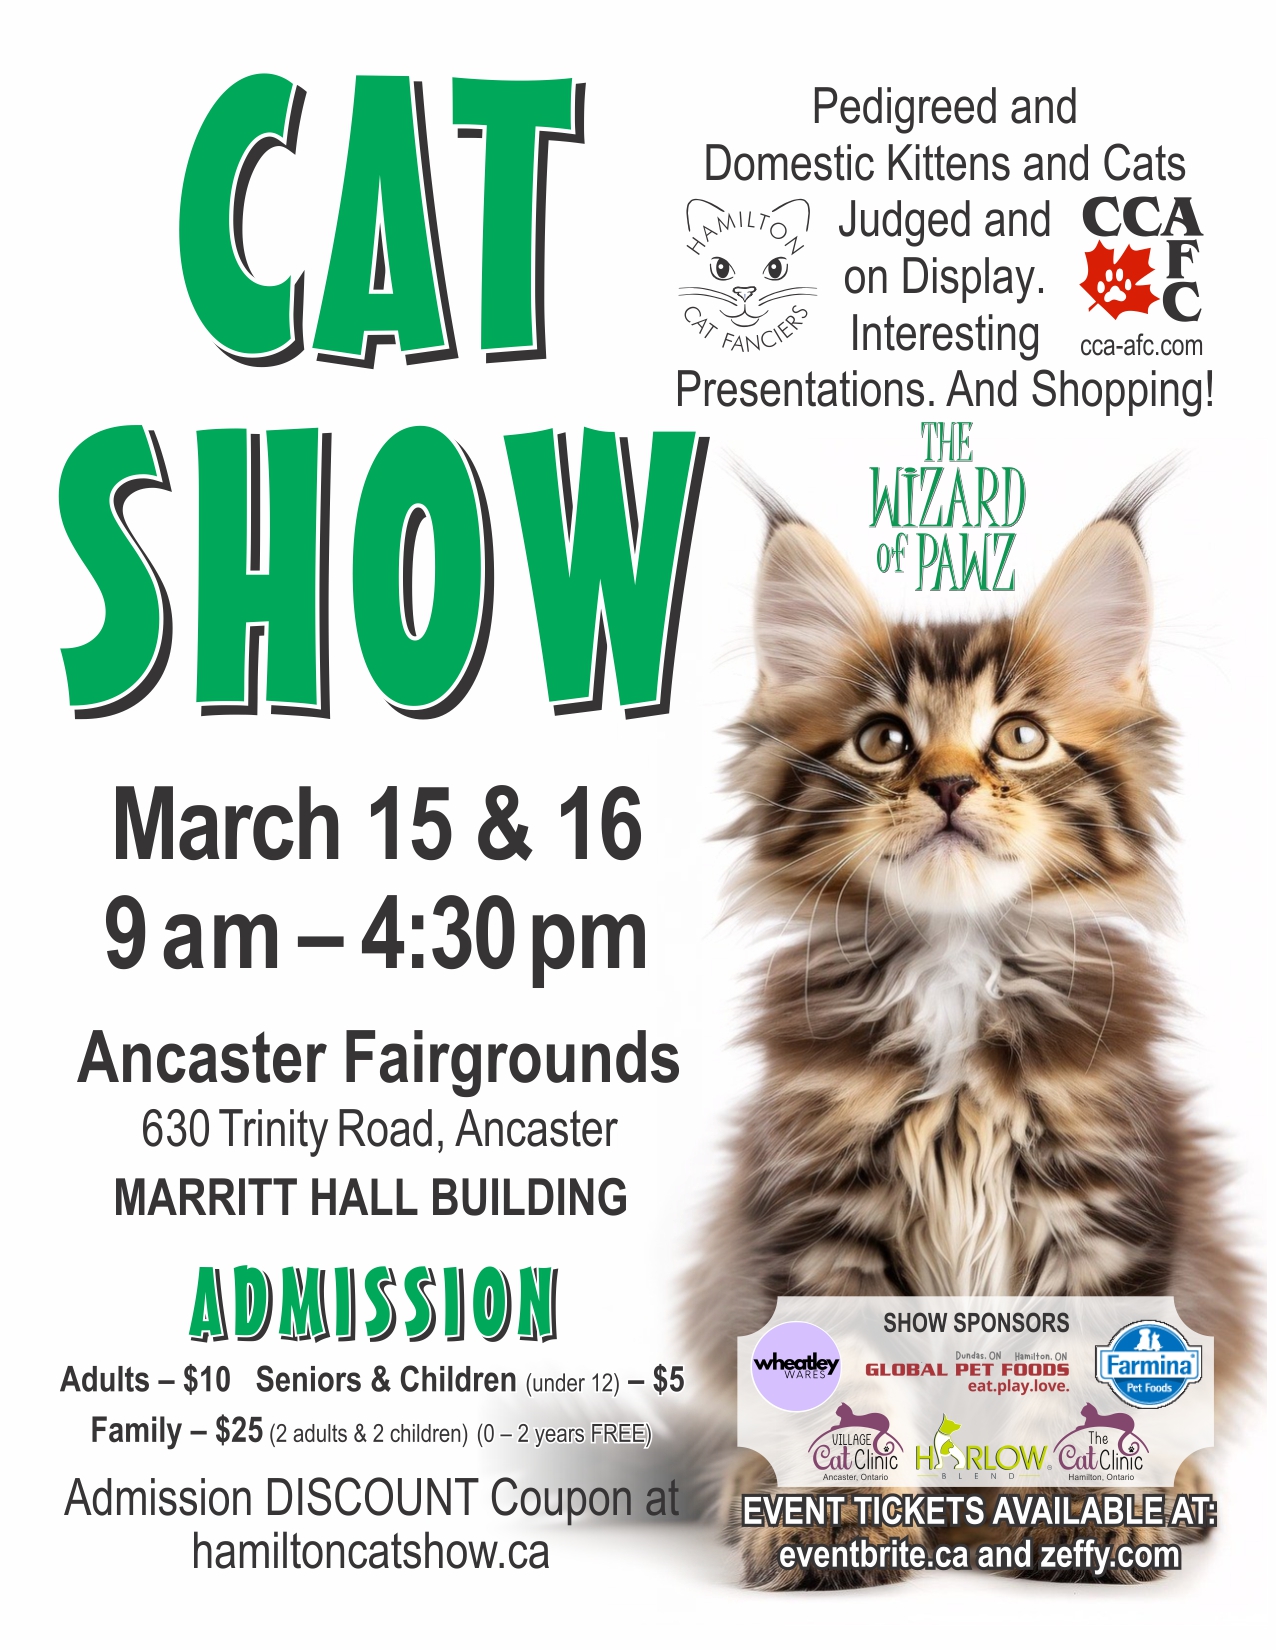 CAT
SHOW
Pedigreed and
Domestic Kittens and Cats
Judged and
on Display.
Interesting
Presentations. And Shopping!
HAMILTON
CAT FANCIERS
CCA
F
C
cca-afc.com
THE
WIZARD
of PAWZ
March 15 & 16
9 am – 4:30 pm
Ancaster Fairgrounds
630 Trinity Road, Ancaster
MARRITT HALL BUILDING
ADMISSION
Adults – $10 Seniors & Children (under 12) – $5
Family – $25 (2 adults & 2 children) (0 – 2 years FREE)
Admission DISCOUNT Coupon at
hamiltoncatshow.ca
SHOW SPONSORS
wheatley
WARES
Dundas, ON Hamilton, ON
GLOBAL PET FOODS
eat.play.love.
Farmina®
Pet Foods
VILLAGE
Cat Clinic
Ancaster, Ontario
HARLOW®
BLEND
The
Cat Clinic
Hamilton, Ontario
EVENT TICKETS AVAILABLE AT:
eventbrite.ca and zeffy.com